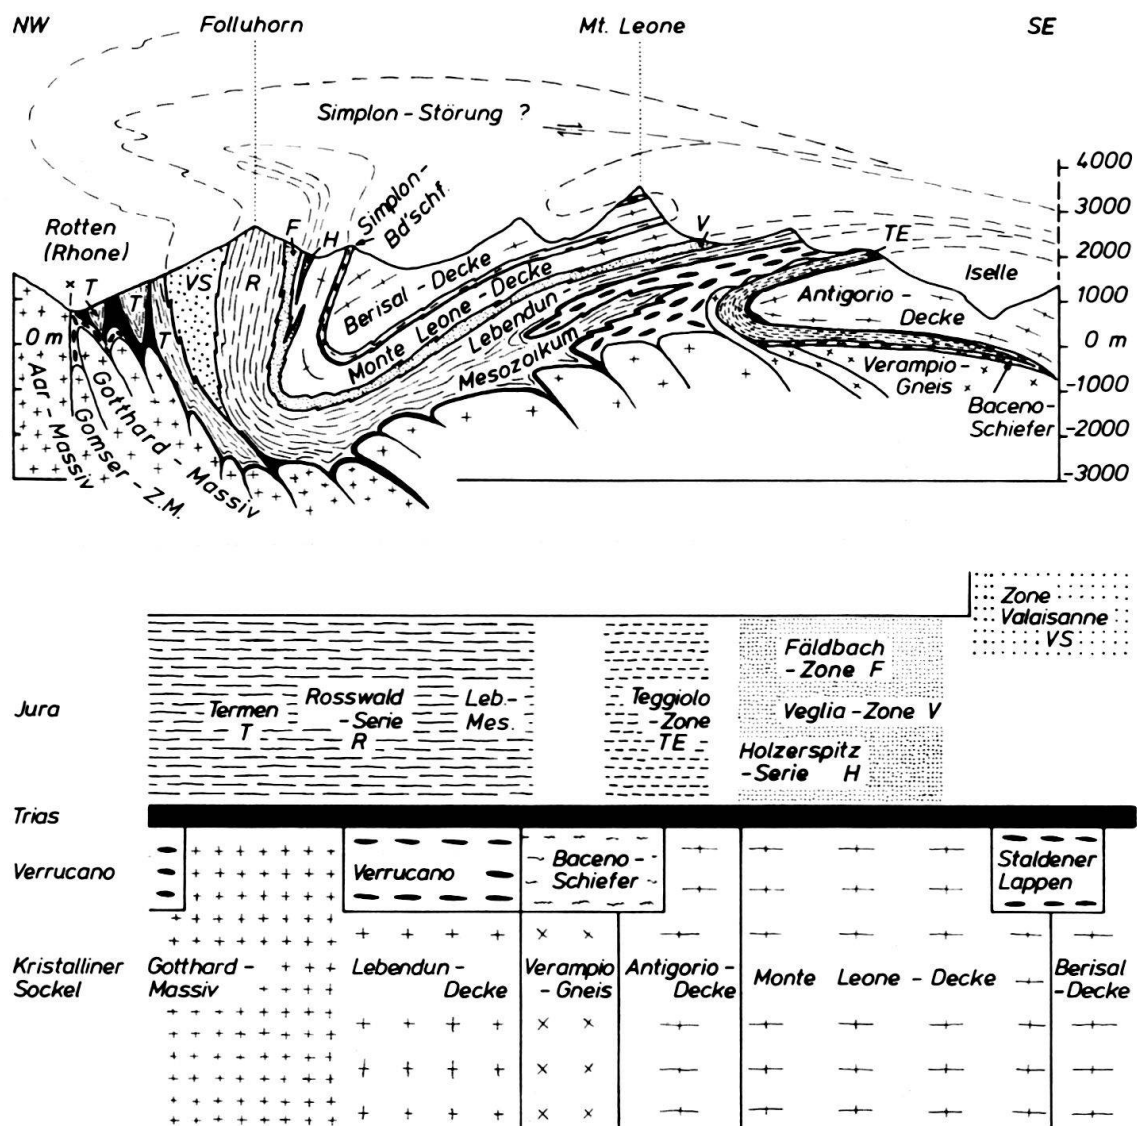 NW
Folluhorn
Mt. Leone
SE
Simplon-Störung ?
4000
3000
2000
1000
0 m
-1000
-2000
-3000
Rotten
(Rhone)
T
T
T
VS
R
F
H
Simplon-
Bd'schf.
V
TE
Iselle
0 m
Berisal-Decke
Monte Leone-Decke
Lebendun-
Mesozoikum
Antigorio-
Decke
Verampio-
Gneis
Baceno-
Schiefer
Aar-Massiv
Gomser-Z.M.
Gotthard-Massiv
Zone
Valaisanne
VS
Jura
Termen
T
Rosswald
-Serie
R
Leb.-
Mes.
Teggiolo
-Zone
TE
Fäldbach
-Zone F
Veglia-Zone V
Holzerspitz
-Serie H
Trias
Verrucano
Verrucano
Baceno-
Schiefer
Staldener
Lappen
Kristalliner
Sockel
Gotthard-
Massiv
Lebendun-
Decke
Verampio
-Gneis
Antigorio-
Decke
Monte Leone - Decke
Berisal
-Decke